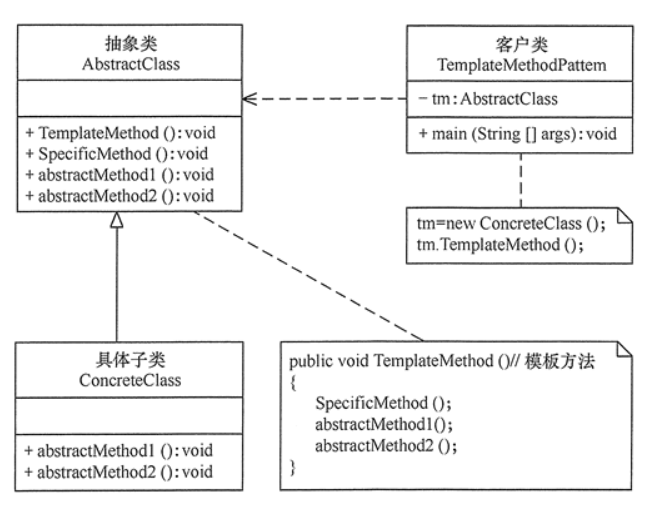 抽象类
AbstractClass
+ TemplateMethod ():void
+ SpecificMethod ():void
+ abstractMethod1 ():void
+ abstractMethod2 ():void
客户类
TemplateMethodPattem
− tm:AbstractClass
+ main (String [] args):void
tm=new ConcreteClass ();
tm.TemplateMethod ();
具体子类
ConcreteClass
+ abstractMethod1 ():void
+ abstractMethod2 ():void
public void TemplateMethod ()// 模板方法
{
SpecificMethod ();
abstractMethod1();
abstractMethod2 ();
}